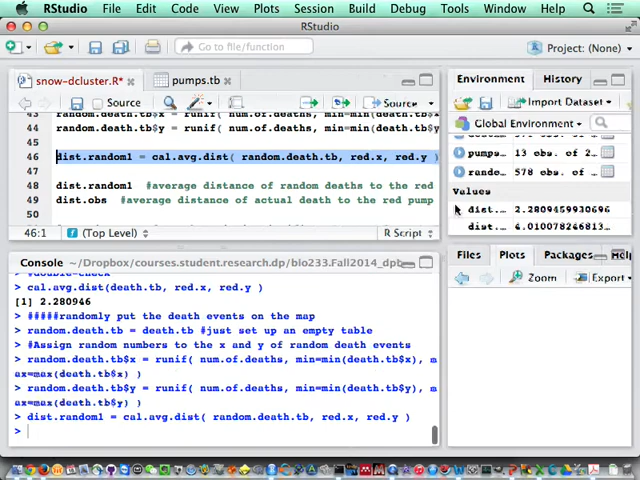 RStudio File Edit Code View Plots Session Build Debug Tools Window Help
RStudio
Go to file/function
Project: (None)
snow-dcluster.R*
pumps.tb
Source
Source
44 random.death.tb$y = runif( num.of.deaths, min=min(death.tb$y
45
46 dist.random1 = cal.avg.dist( random.death.tb, red.x, red.y )
47
48 dist.random1 #average distance of random deaths to the red
49 dist.obs #average distance of actual death to the red pump
50
46:1 (Top Level) R Script
Console ~/Dropbox/courses.student.research.dp/bio233.Fall2014_dpt
#double-check
> cal.avg.dist(death.tb, red.x, red.y )
[1] 2.280946
> #####randomly put the death events on the map
> random.death.tb = death.tb #just set up an empty table
> #Assign random numbers to the x and y of random death events
> random.death.tb$x = runif( num.of.deaths, min=min(death.tb$x), m
ax=max(death.tb$x) )
> random.death.tb$y = runif( num.of.deaths, min=min(death.tb$y), m
ax=max(death.tb$y) )
> dist.random1 = cal.avg.dist( random.death.tb, red.x, red.y )
>
Environment History
Import Dataset
Global Environment
pumps… 13 obs. of 2…
rando… 578 obs. of …
Values
dist.… 2.2809459930696
dist.… 4.010078246813…
Files Plots Packages Help
Zoom Export